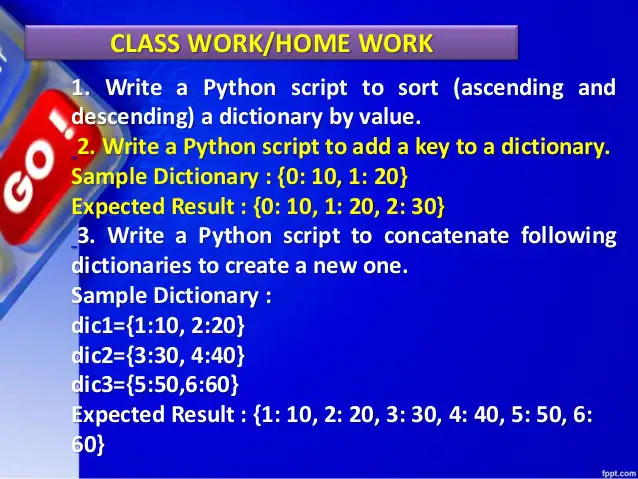 CLASS WORK/HOME WORK
GO!
1. Write a Python script to sort (ascending and
descending) a dictionary by value.
2. Write a Python script to add a key to a dictionary.
Sample Dictionary : {0: 10, 1: 20}
Expected Result : {0: 10, 1: 20, 2: 30}
3. Write a Python script to concatenate following
dictionaries to create a new one.
Sample Dictionary :
dic1={1:10, 2:20}
dic2={3:30, 4:40}
dic3={5:50,6:60}
Expected Result : {1: 10, 2: 20, 3: 30, 4: 40, 5: 50, 6:
60}
fppt.com